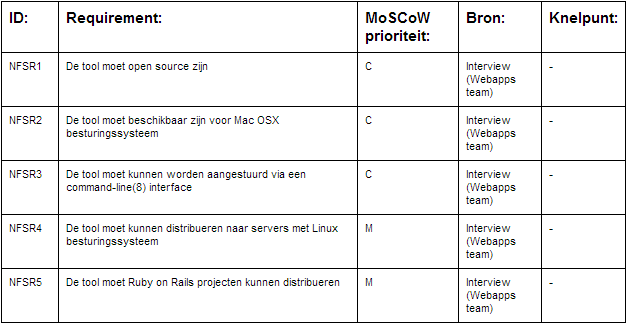 ID: Requirement: MoSCoW prioriteit: Bron: Knelpunt:
NFSR1 De tool moet open source zijn C Interview (Webapps team) -
NFSR2 De tool moet beschikbaar zijn voor Mac OSX besturingssysteem C Interview (Webapps team) -
NFSR3 De tool moet kunnen worden aangestuurd via een command-line(8) interface C Interview (Webapps team) -
NFSR4 De tool moet kunnen distribueren naar servers met Linux besturingssysteem M Interview (Webapps team) -
NFSR5 De tool moet Ruby on Rails projecten kunnen distribueren M Interview (Webapps team) -